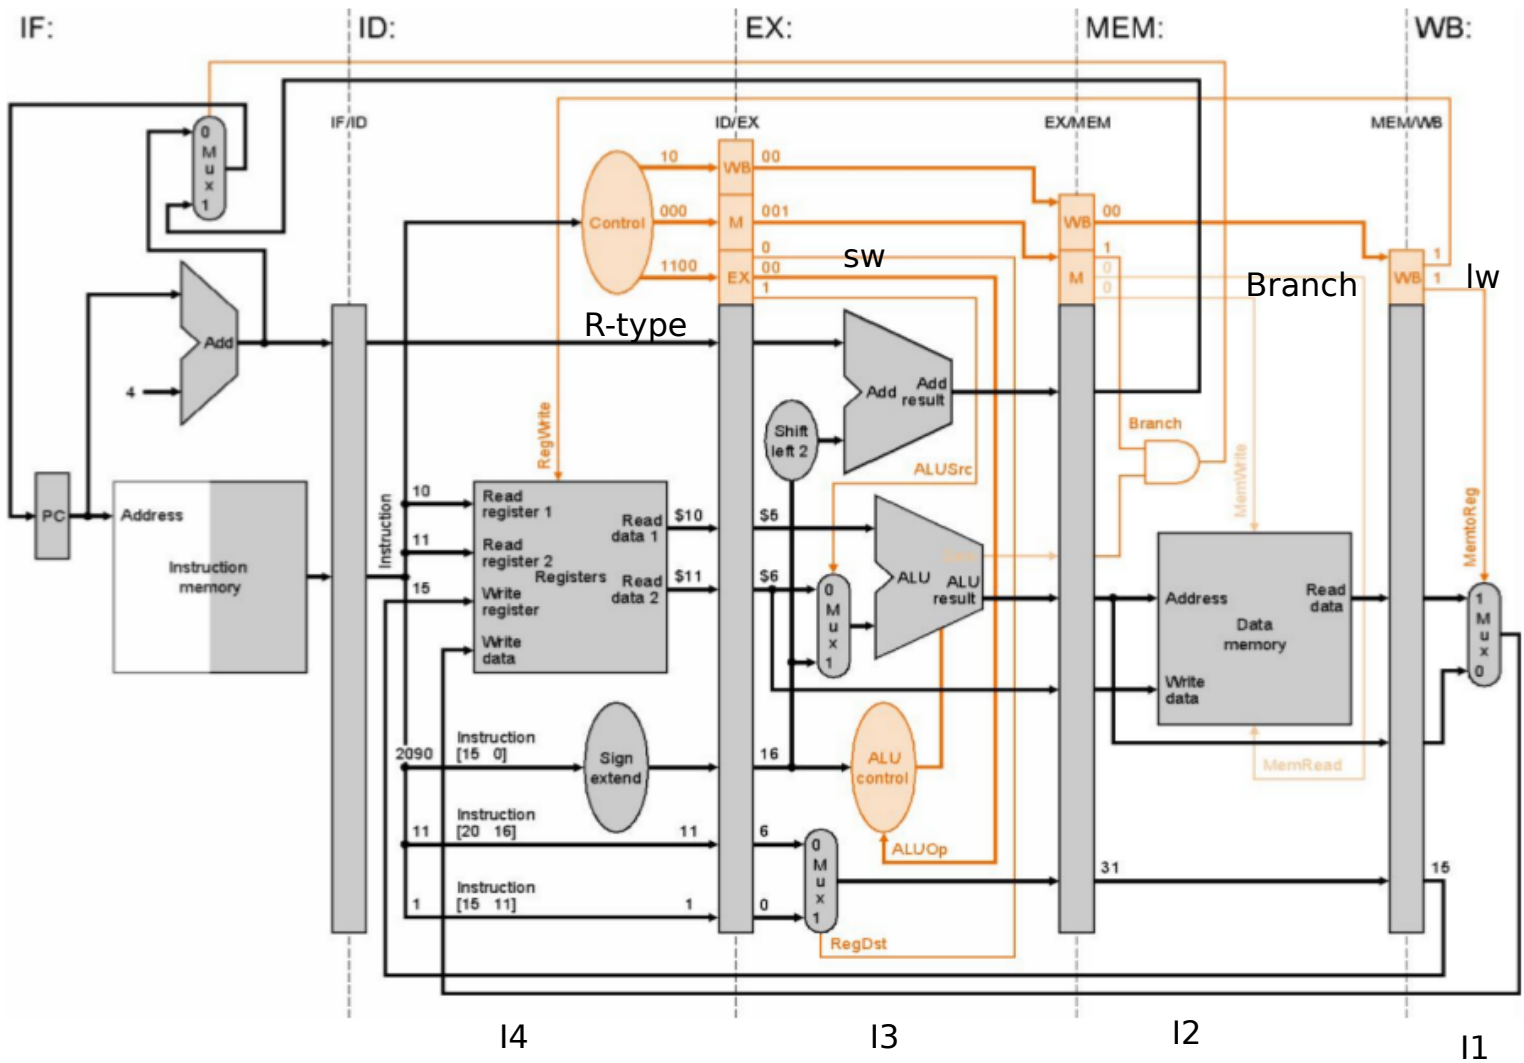 IF:
ID:
EX:
MEM:
WB:
IF/ID
ID/EX
EX/MEM
MEM/WB
0
M
u
x
1
Control
10
WB
00
000
M
001
1100
EX
0
00
1
sw
WB
00
M
1
0
0
Branch
WB
1
1
lw
R-type
Add
4
Add
Add
result
Shift
left 2
Branch
ALUSrc
RegWrite
MemWrite
MemtoReg
PC
Address
Instruction
memory
Instruction
10
11
15
Read
register 1
Read
register 2
Write
register
Write
data
Registers
Read
data 1
Read
data 2
$10
$11
$5
$6
0
M
u
x
1
ALU
ALU
result
Address
Read
data
Data
memory
Write
data
1
M
u
x
0
MemRead
2090
Instruction
[15 0]
Sign
extend
16
ALU
control
ALUOp
11
Instruction
[20 16]
11
6
1
Instruction
[15 11]
1
0
0
M
u
x
1
RegDst
31
15
I4
I3
I2
I1